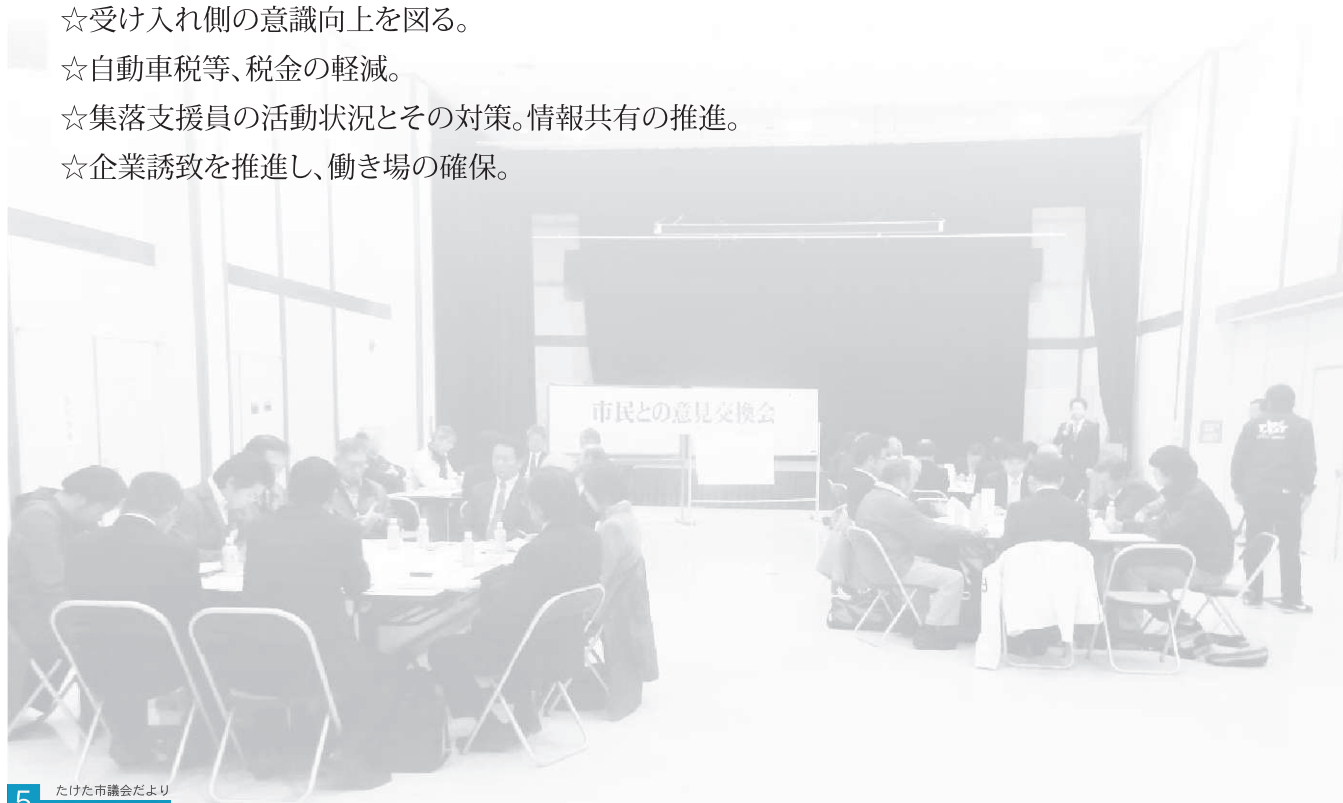 ☆受け入れ側の意識向上を図る。
☆自動車税等、税金の軽減。
☆集落支援員の活動状況とその対策。情報共有の推進。
☆企業誘致を推進し、働き場の確保。
市民との意見交換会
5 たけた市議会だより